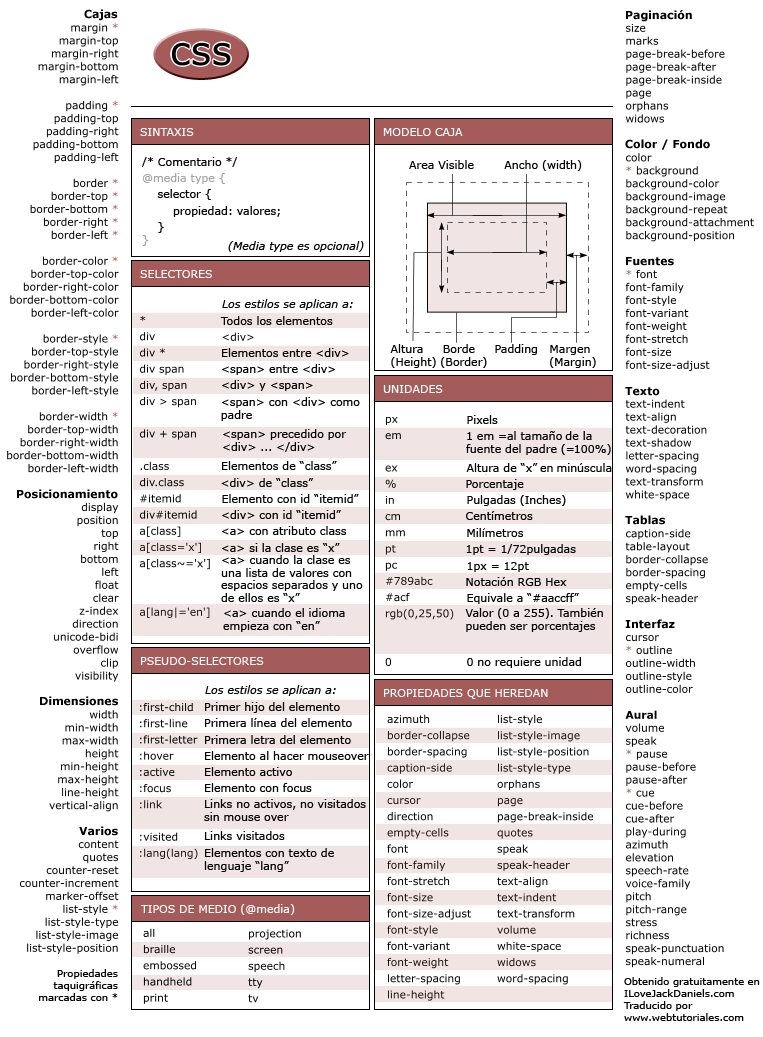 Cajas
margin *
margin-top
margin-right
margin-bottom
margin-left
padding *
padding-top
padding-right
padding-bottom
padding-left
border *
border-top *
border-bottom *
border-right *
border-left *
border-color *
border-top-color
border-right-color
border-bottom-color
border-left-color
border-style *
border-top-style
border-right-style
border-bottom-style
border-left-style
border-width *
border-top-width
border-right-width
border-bottom-width
border-left-width
Posicionamiento
display
position
top
right
bottom
left
float
clear
z-index
direction
unicode-bidi
overflow
clip
visibility
Dimensiones
width
min-width
max-width
height
min-height
max-height
line-height
vertical-align
Varios
content
quotes
counter-reset
counter-increment
marker-offset
list-style *
list-style-type
list-style-image
list-style-position
Propiedades
taquigráficas
marcadas con *
CSS
SINTAXIS
/* Comentario */
@media type {
selector {
propiedad: valores;
}
}
(Media type es opcional)
SELECTORES
Los estilos se aplican a:
* Todos los elementos
div <div>
div * Elementos entre <div>
div span <span> entre <div>
div, span <div> y <span>
div > span <span> con <div> como
padre
div + span <span> precedido por
<div> ... </div>
.class Elementos de “class”
div.class <div> de “class”
#itemid Elemento con id “itemid”
div#itemid <div> con id “itemid”
a[class] <a> con atributo class
a[class='x'] <a> si la clase es “x”
a[class~='x'] <a> cuando la clase es
una lista de valores con
espacios separados y uno
de ellos es “x”
a[lang|='en'] <a> cuando el idioma
empieza con “en”
PSEUDO-SELECTORES
Los estilos se aplican a:
:first-child Primer hijo del elemento
:first-line Primera línea del elemento
:first-letter Primera letra del elemento
:hover Elemento al hacer mouseover
:active Elemento activo
:focus Elemento con focus
:link Links no activos, no visitados
sin mouse over
:visited Links visitados
:lang(lang) Elementos con texto de
lenguaje “lang”
TIPOS DE MEDIO (@media)
all projection
braille screen
embossed speech
handheld tty
print tv
MODELO CAJA
Area Visible Ancho (width)
Altura Borde Padding Margen
(Height) (Border) (Margin)
UNIDADES
px Pixels
em 1 em =al tamaño de la
fuente del padre (=100%)
ex Altura de “x” en minúscula
% Porcentaje
in Pulgadas (Inches)
cm Centímetros
mm Milímetros
pt 1pt = 1/72pulgadas
pc 1px = 12pt
#789abc Notación RGB Hex
#acf Equivale a “#aaccff”
rgb(0,25,50) Valor (0 a 255). También
pueden ser porcentajes
0 0 no requiere unidad
PROPIEDADES QUE HEREDAN
azimuth list-style
border-collapse list-style-image
border-spacing list-style-position
caption-side list-style-type
color orphans
cursor page
direction page-break-inside
empty-cells quotes
font speak
font-family speak-header
font-stretch text-align
font-size text-indent
font-size-adjust text-transform
font-style volume
font-variant white-space
font-weight widows
letter-spacing word-spacing
line-height
Paginación
size
marks
page-break-before
page-break-after
page-break-inside
page
orphans
widows
Color / Fondo
color
* background
background-color
background-image
background-repeat
background-attachment
background-position
Fuentes
* font
font-family
font-style
font-variant
font-weight
font-stretch
font-size
font-size-adjust
Texto
text-indent
text-align
text-decoration
text-shadow
letter-spacing
word-spacing
text-transform
white-space
Tablas
caption-side
table-layout
border-collapse
border-spacing
empty-cells
speak-header
Interfaz
cursor
* outline
outline-width
outline-style
outline-color
Aural
volume
speak
* pause
pause-before
pause-after
* cue
cue-before
cue-after
play-during
azimuth
elevation
speech-rate
voice-family
pitch
pitch-range
stress
richness
speak-punctuation
speak-numeral
Obtenido gratuitamente en
ILoveJackDaniels.com
Traducido por
www.webtutoriales.com